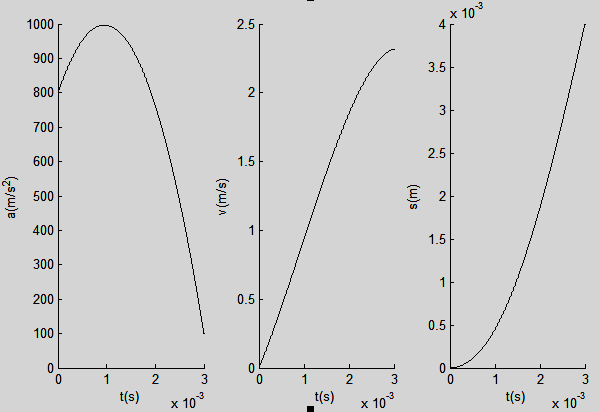 1000
900
800
700
600
500
400
300
200
100
0
a(m/s²)
0 1 2 3
t(s)
x 10⁻³
2.5
2
1.5
1
0.5
0
v(m/s)
0 1 2 3
t(s)
x 10⁻³
x 10⁻³
4
3.5
3
2.5
2
1.5
1
0.5
0
s(m)
0 1 2 3
t(s)
x 10⁻³